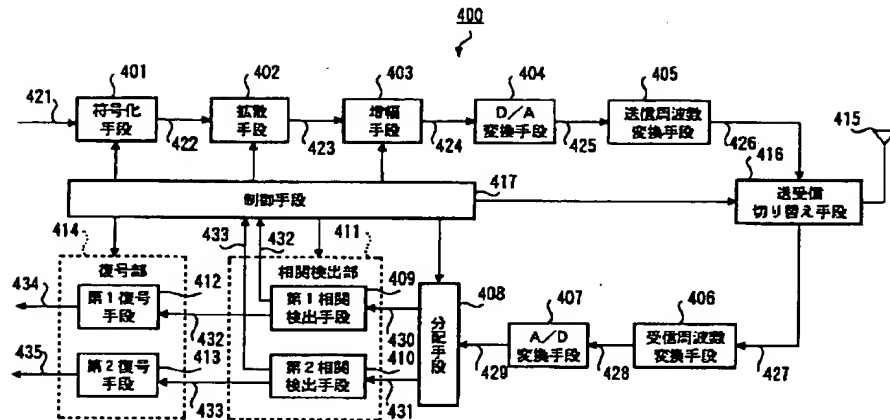 400
401
402
403
404
405
421
符号化
手段
422
拡散
手段
423
増幅
手段
424
D/A
変換手段
425
送信周波数
変換手段
426
415
416
送受信
切り替え手段
417
制御手段
414
433
432
411
復号部
相関検出部
434
第1復号
手段
412
432
第1相関
検出手段
409
430
408
分配手段
407
A/D
変換手段
406
受信周波数
変換手段
435
第2復号
手段
413
433
第2相関
検出手段
410
431
429
428
427